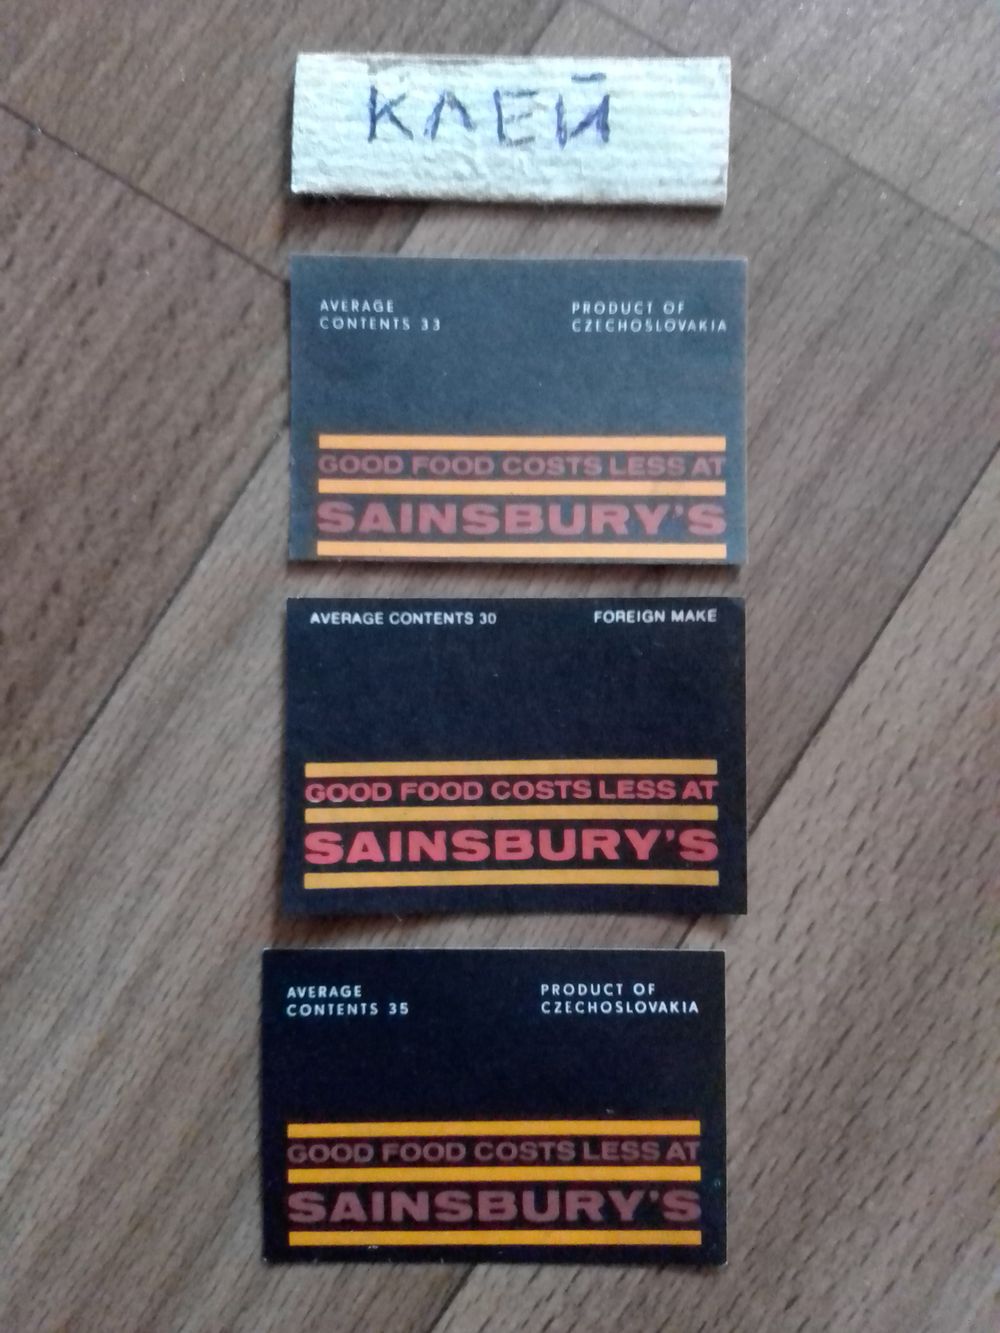 КЛЕЙ
AVERAGE
CONTENTS 33
PRODUCT OF
CZECHOSLOVAKIA
GOOD FOOD COSTS LESS AT
SAINSBURY'S
AVERAGE CONTENTS 30
FOREIGN MAKE
GOOD FOOD COSTS LESS AT
SAINSBURY'S
AVERAGE
CONTENTS 35
PRODUCT OF
CZECHOSLOVAKIA
GOOD FOOD COSTS LESS AT
SAINSBURY'S